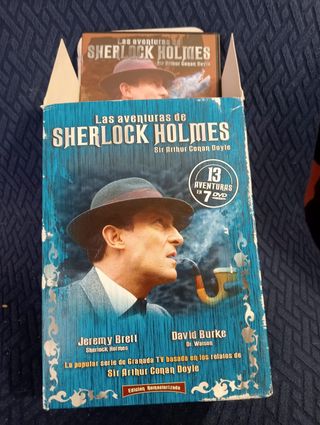 Las aventuras de
SHERLOCK HOLMES
Sir Arthur Conan Doyle
Las aventuras de
SHERLOCK HOLMES
Sir Arthur Conan Doyle
13
AVENTURAS
EN
7 DVD
Jeremy Brett
Sherlock Holmes
David Burke
Dr. Watson
La popular serie de Granada TV basada en los relatos de
Sir Arthur Conan Doyle
Edición Remasterizada